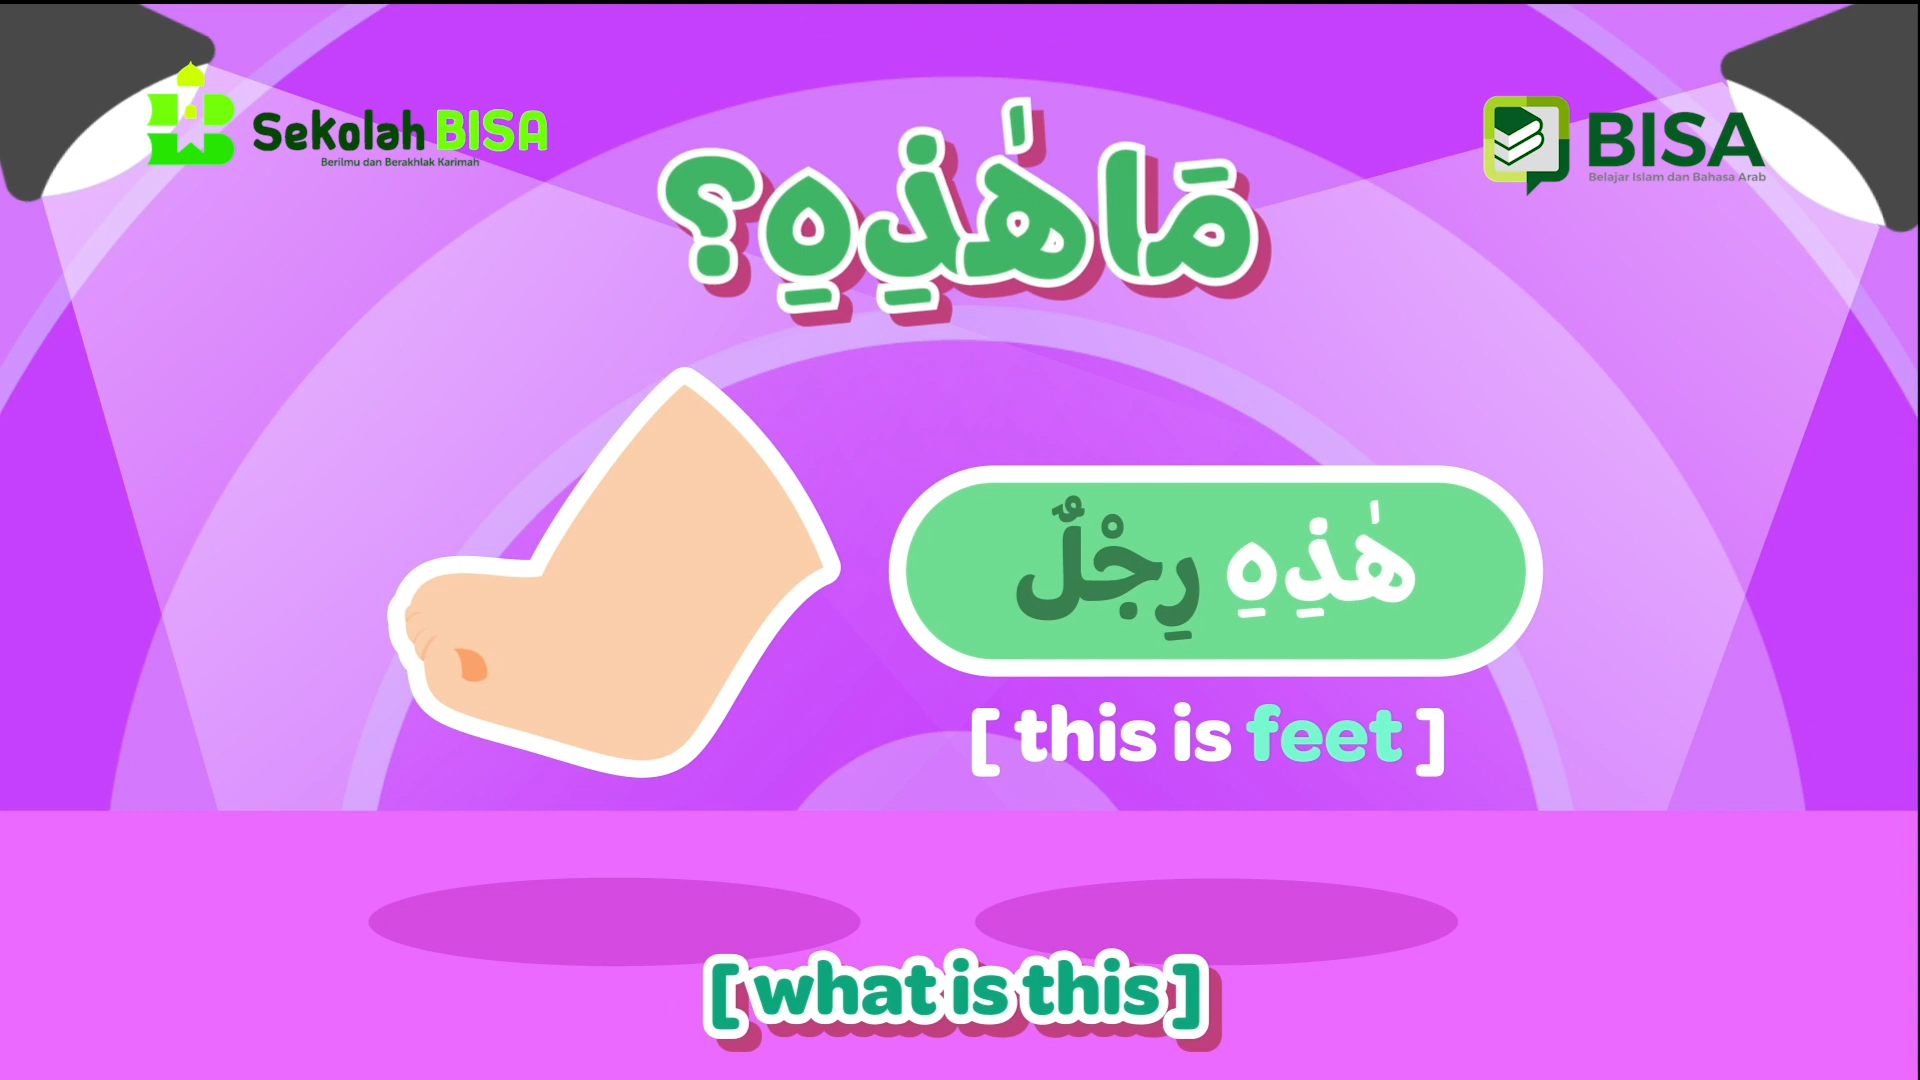 Sekolah BISA
Berilmu dan Berakhlak Karimah
BISA
Belajar Islam dan Bahasa Arab
مَا هٰذِهِ؟
هٰذِهِ رِجْلٌ
[ this is feet ]
[ what is this ]